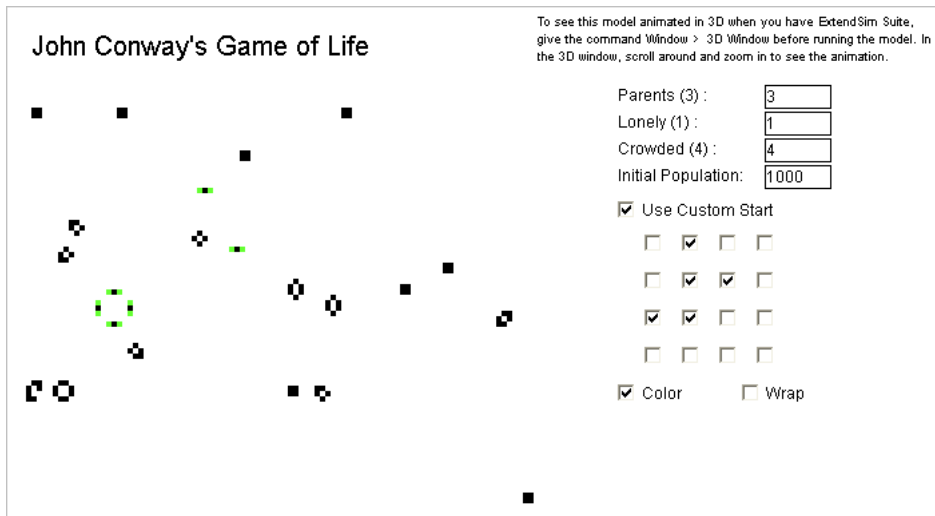 John Conway's Game of Life
To see this model animated in 3D when you have ExtendSim Suite,
give the command Window > 3D Window before running the model. In
the 3D window, scroll around and zoom in to see the animation.
Parents (3) : 3
Lonely (1) : 1
Crowded (4) : 4
Initial Population: 1000
Use Custom Start
Color Wrap